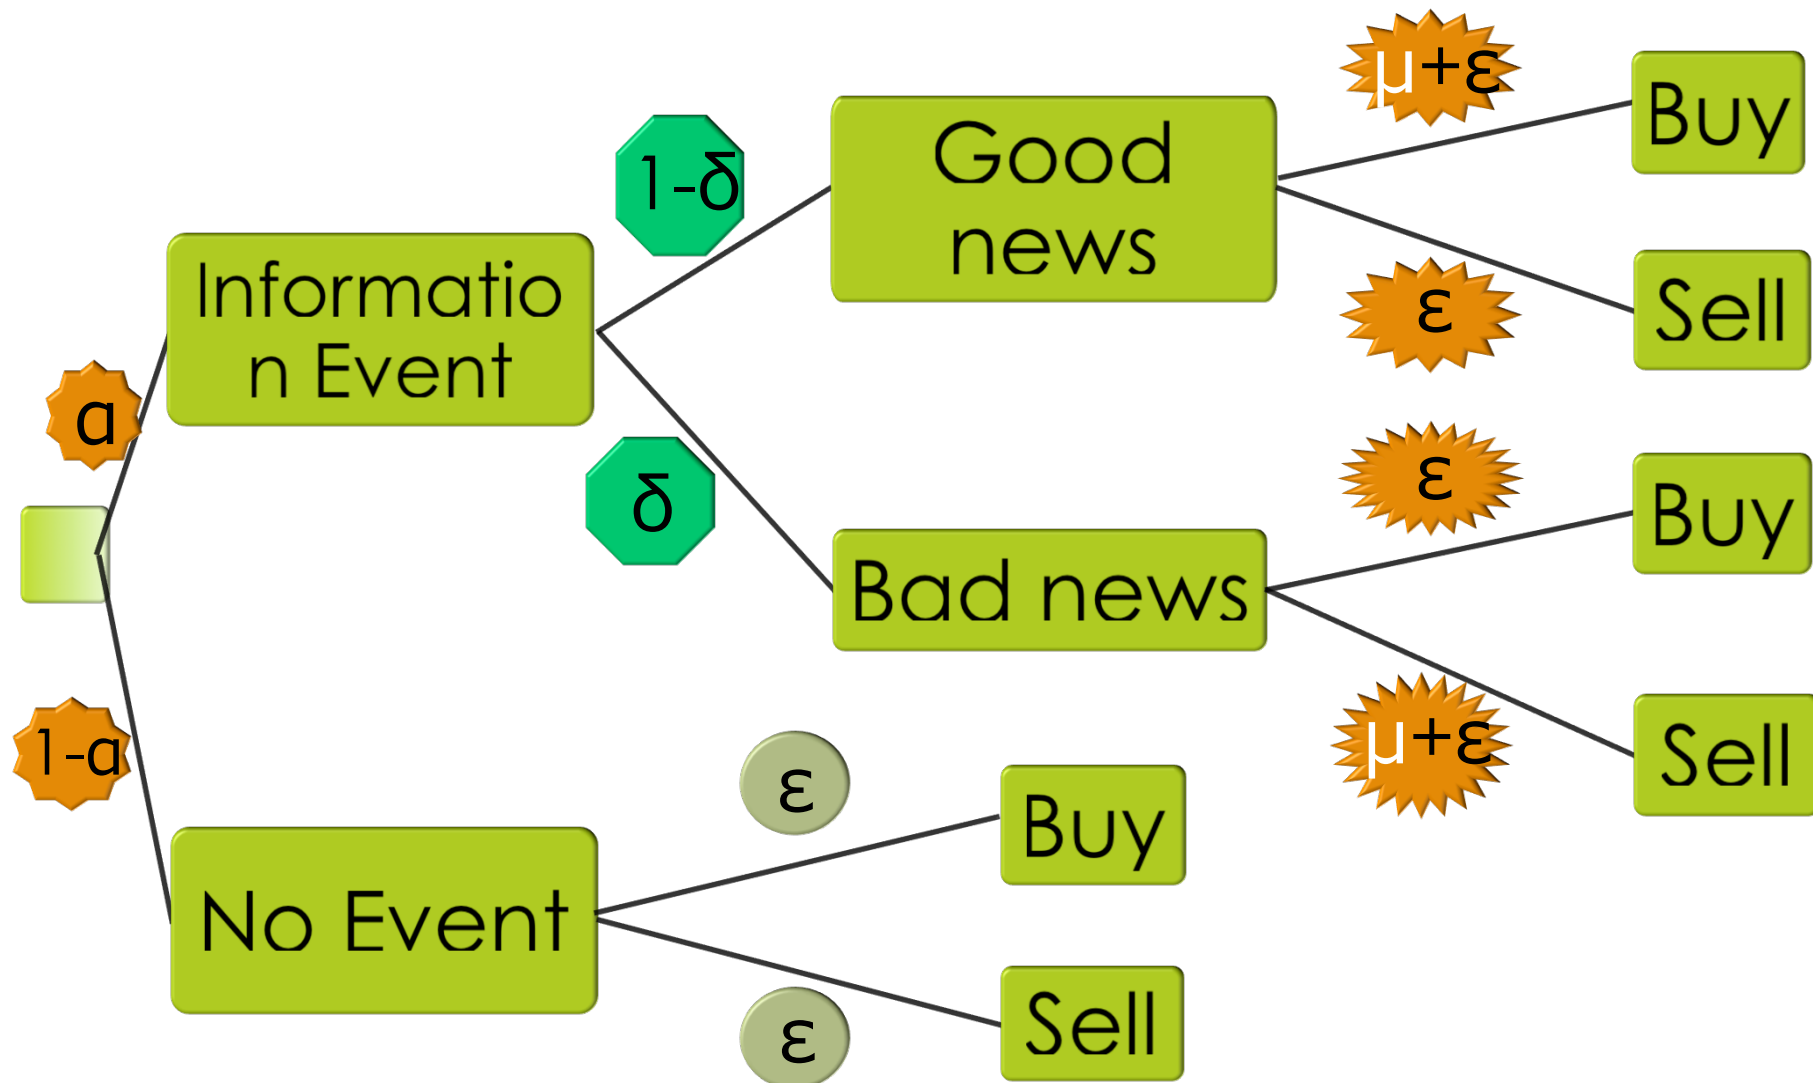 μ+ε
Buy
Good
news
1-δ
Informatio
n Event
ε
Sell
α
δ
ε
Buy
Bad news
μ+ε
Sell
1-α
ε
Buy
No Event
ε
Sell